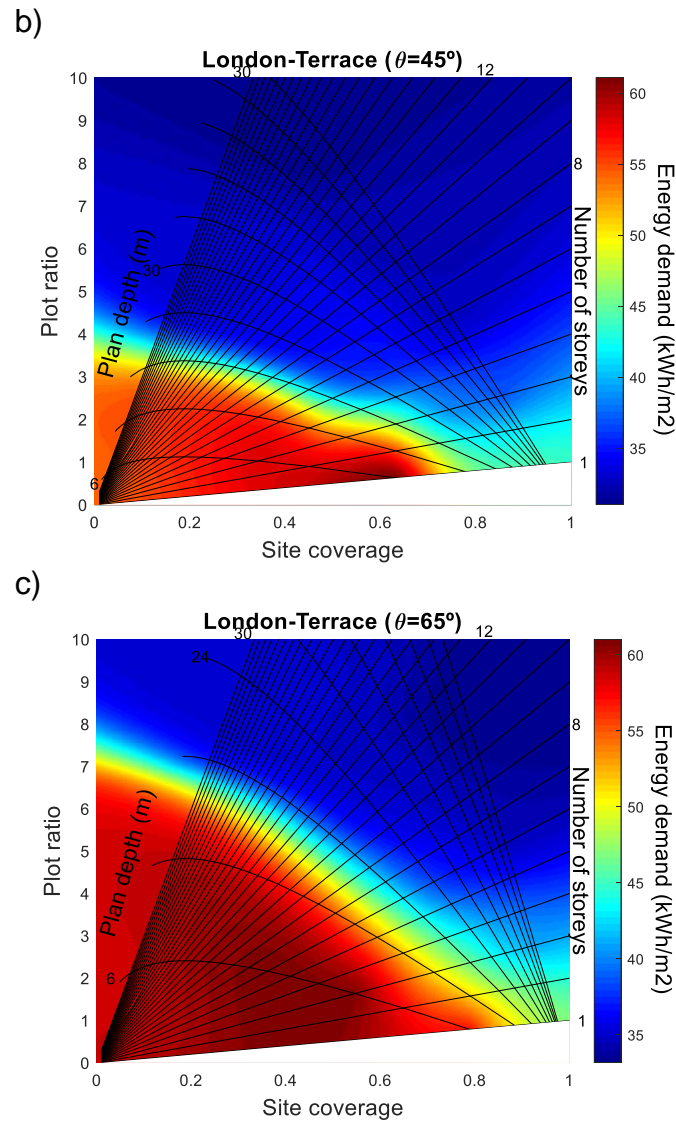 b)
London-Terrace (θ=45º)
30
12
10
9
8
7
6
5
4
3
2
1
0
Plot ratio
Plan depth (m)
30
6
8
1
Number of storeys
0 0.2 0.4 0.6 0.8 1
Site coverage
60
55
50
45
40
35
Energy demand (kWh/m2)
c)
London-Terrace (θ=65º)
30
12
24
10
9
8
7
6
5
4
3
2
1
0
Plot ratio
Plan depth (m)
6
8
1
Number of storeys
0 0.2 0.4 0.6 0.8 1
Site coverage
60
55
50
45
40
35
Energy demand (kWh/m2)